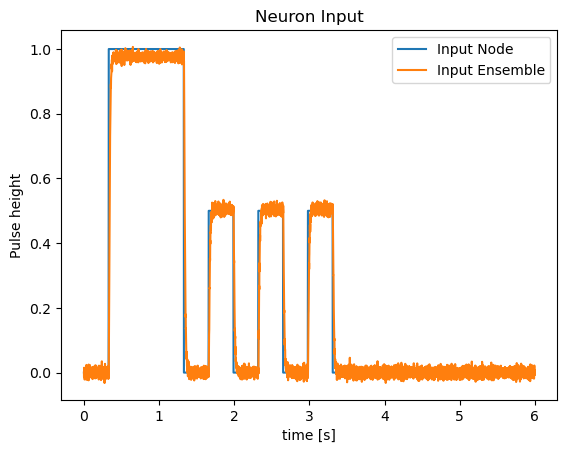 Neuron Input
Input Node
Input Ensemble
Pulse height
1.0
0.8
0.6
0.4
0.2
0.0
0 1 2 3 4 5 6
time [s]